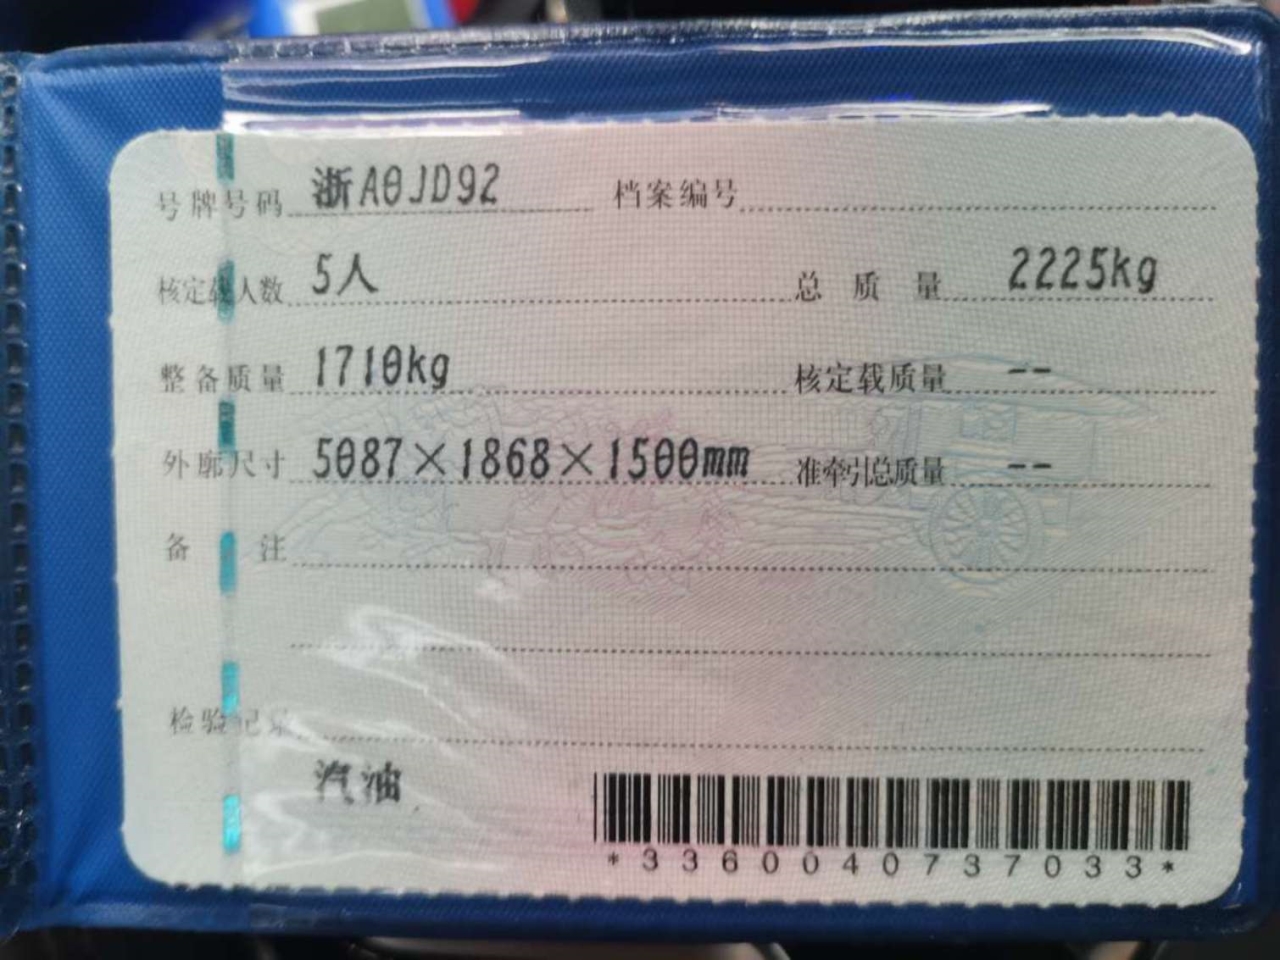 号牌号码 浙A0JD92 档案编号
核定载人数 5人 总质量 2225kg
整备质量 1710kg 核定载质量 --
外廓尺寸 5087×1868×1500mm 准牵引总质量 --
备注
检验记录
汽油
*3360040737033*